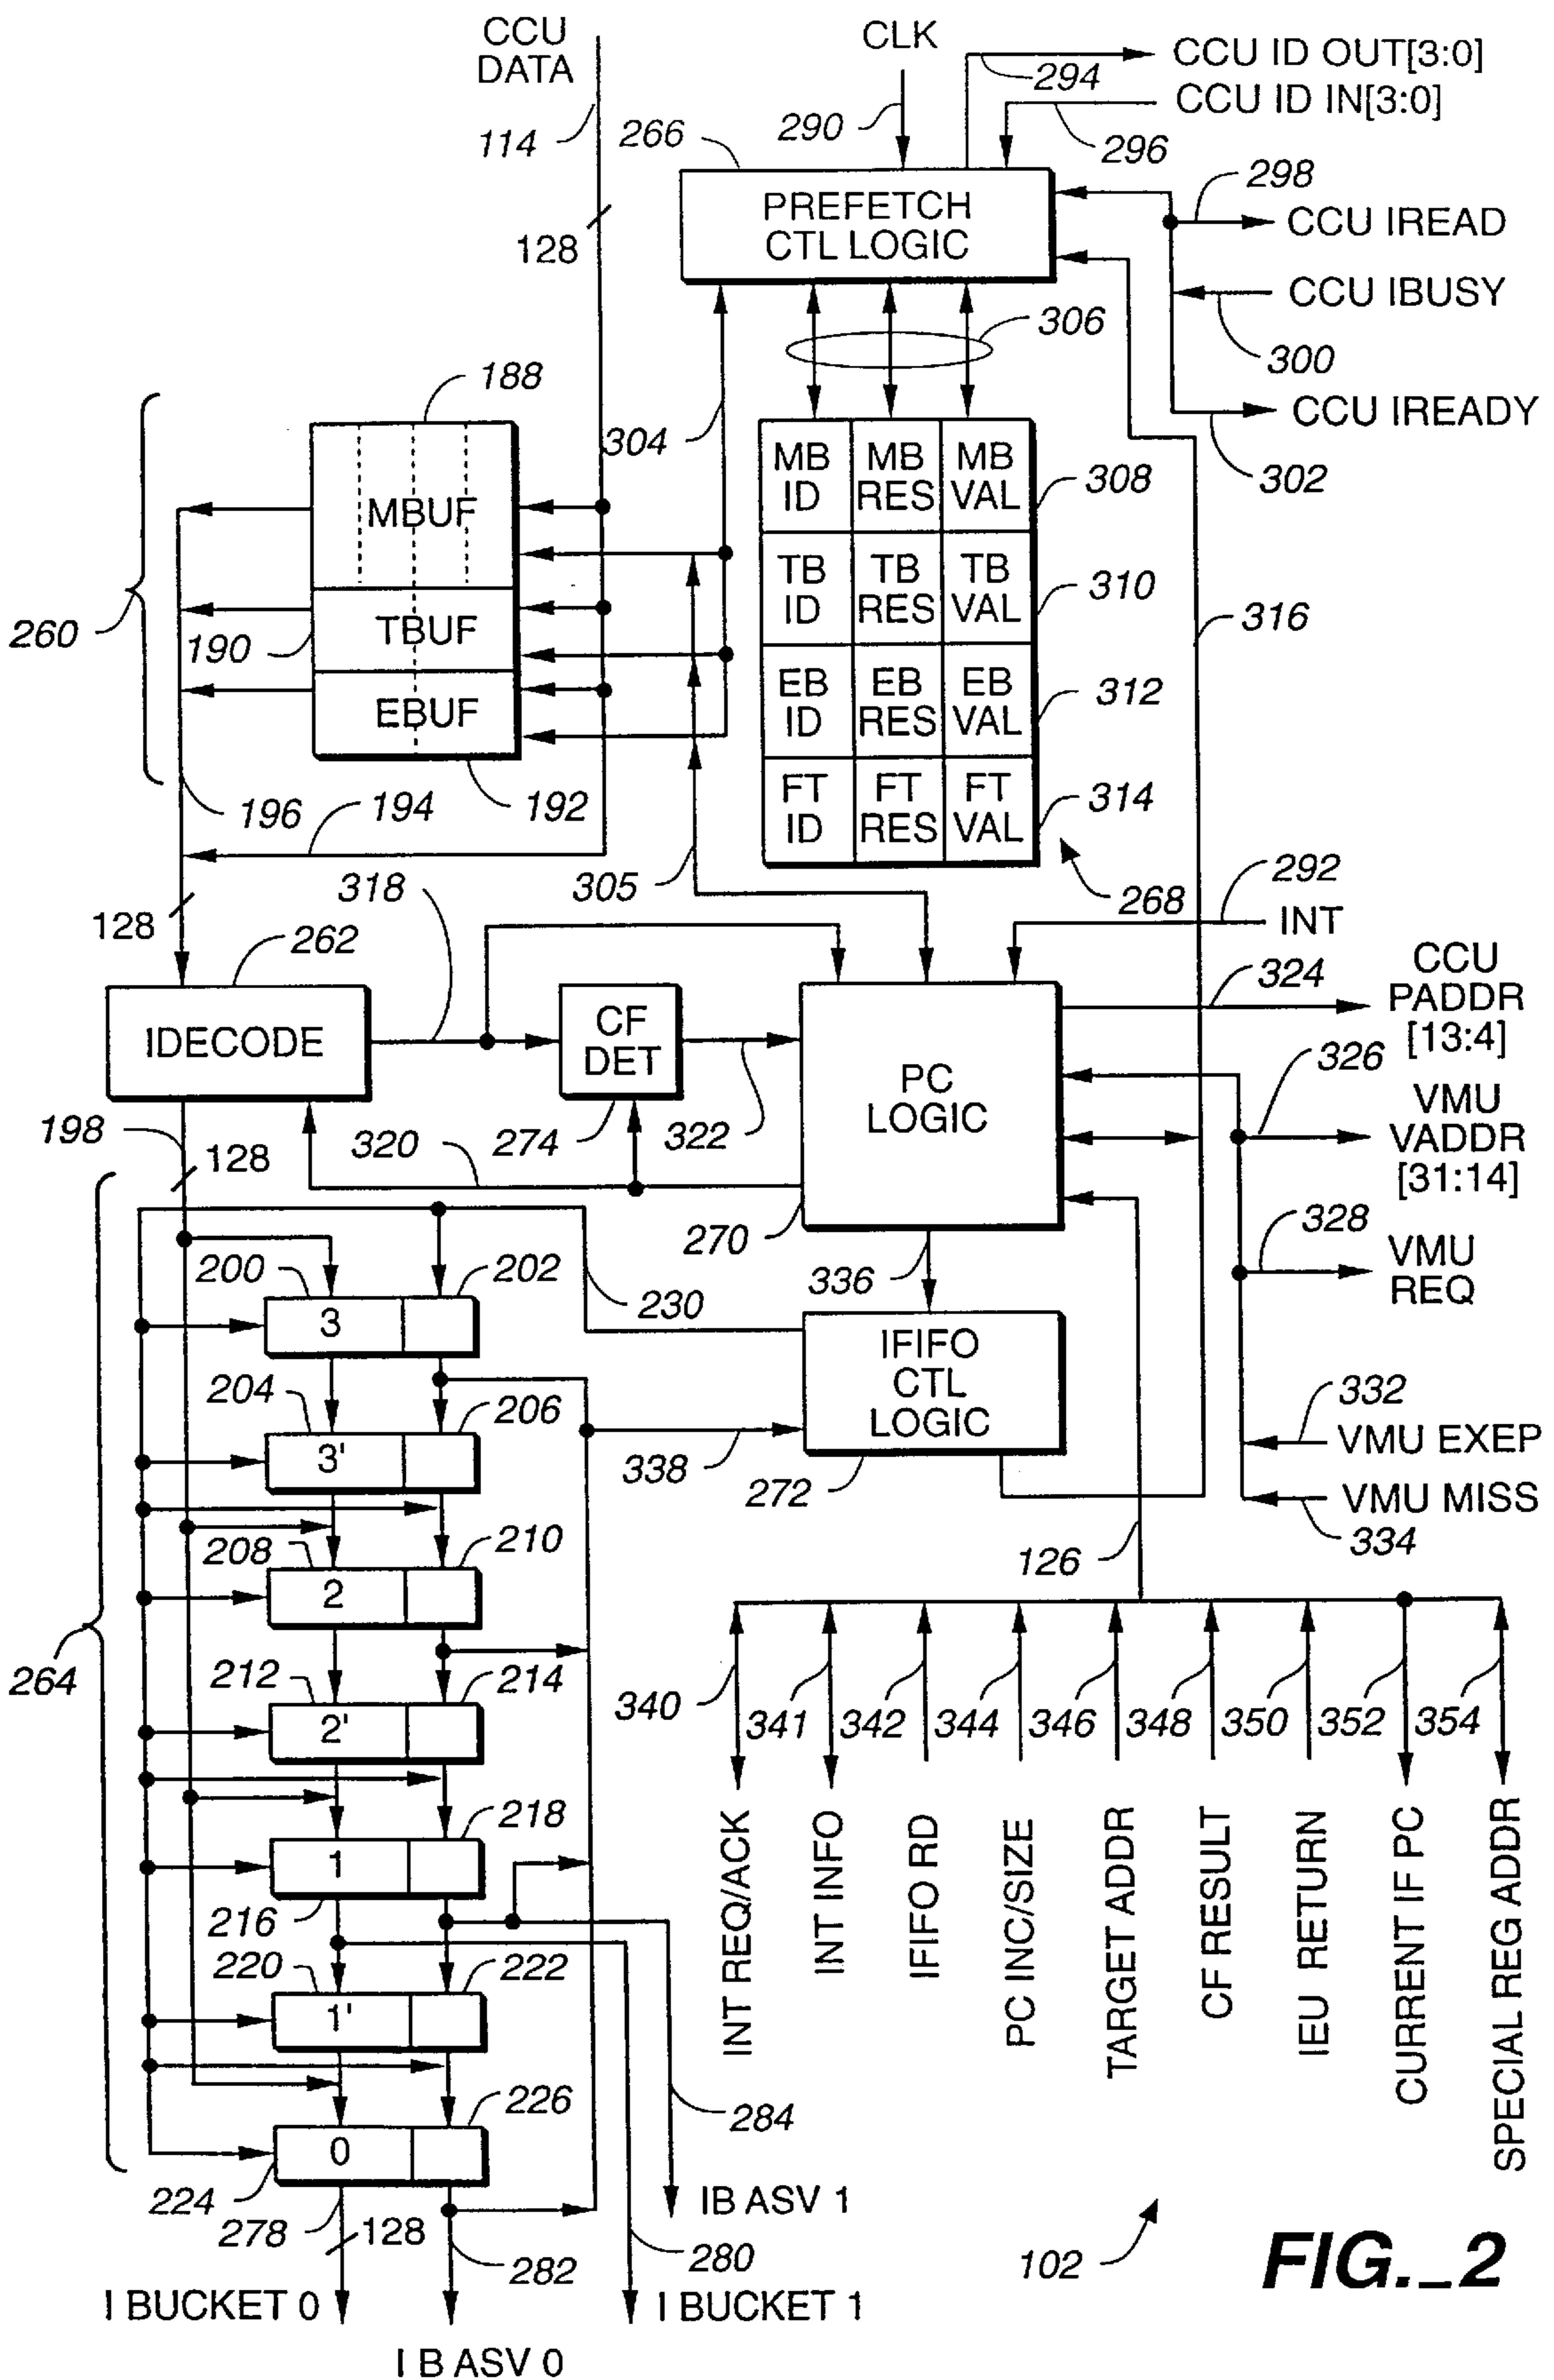 CCU
DATA
CLK
CCU ID OUT[3:0]
294
CCU ID IN[3:0]
114
266
290
296
298
PREFETCH
CTL LOGIC
CCU IREAD
128
CCU IBUSY
306
300
188
CCU IREADY
304
302
MB
ID
MB
RES
MB
VAL
308
MBUF
TB
ID
TB
RES
TB
VAL
310
316
260
190
TBUF
EB
ID
EB
RES
EB
VAL
312
EBUF
FT
ID
FT
RES
FT
VAL
314
196
194
192
318
305
268
292
INT
128
262
CCU
PADDR
[13:4]
324
IDECODE
CF
DET
PC
LOGIC
326
VMU
VADDR
[31:14]
198
128
320
274
322
270
328
VMU
REQ
200
202
230
336
3
IFIFO
CTL
LOGIC
204
206
332
VMU EXEP
3'
338
272
VMU MISS
334
208
210
126
2
264
212
214
340
341
342
344
346
348
350
352
354
2'
218
1
216
INT REQ/ACK
INT INFO
IFIFO RD
PC INC/SIZE
TARGET ADDR
CF RESULT
IEU RETURN
CURRENT IF PC
SPECIAL REG ADDR
220
222
1'
226
284
0
224
278
128
IB ASV 1
282
280
102
FIG._2
I BUCKET 0
I BUCKET 1
I B ASV 0